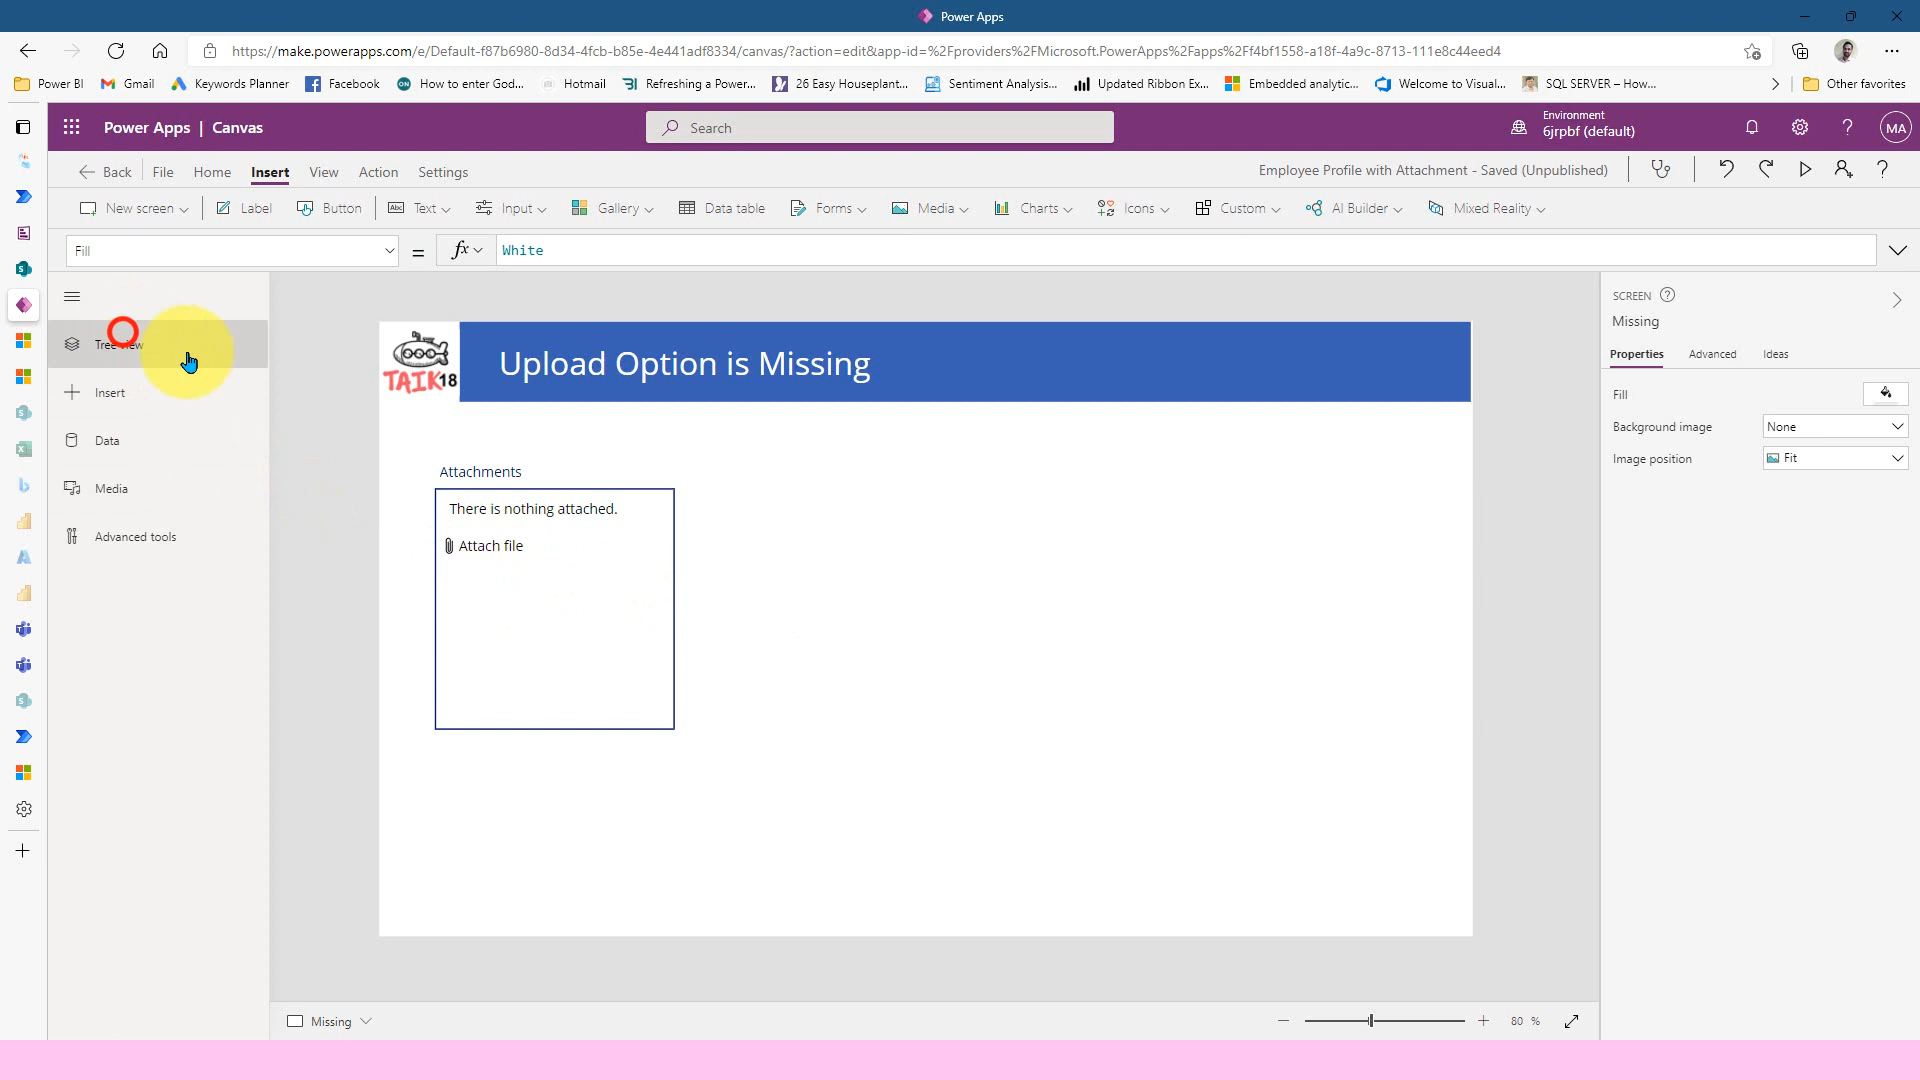 Power Apps
https://make.powerapps.com/e/Default-f87b6980-8d34-4fcb-b85e-4e441adf8334/canvas/?action=edit&app-id=%2Fproviders%2FMicrosoft.PowerApps%2Fapps%2Ff4bf1558-a18f-4a9c-8713-111e8c44eed4
Power BI Gmail Keywords Planner Facebook How to enter God... Hotmail Refreshing a Power... 26 Easy Houseplant... Sentiment Analysis... Updated Ribbon Ex... Embedded analytic... Welcome to Visual... SQL SERVER – How... Other favorites
Power Apps | Canvas
Search
Environment
6jrpbf (default)
MA
Back File Home Insert View Action Settings
Employee Profile with Attachment - Saved (Unpublished)
New screen Label Button Text Input Gallery Data table Forms Media Charts Icons Custom AI Builder Mixed Reality
Fill = fx White
Tree view
Insert
Data
Media
Advanced tools
TAIK18
Upload Option is Missing
Attachments
There is nothing attached.
Attach file
SCREEN
Missing
Properties Advanced Ideas
Fill
Background image None
Image position Fit
Missing
80 %